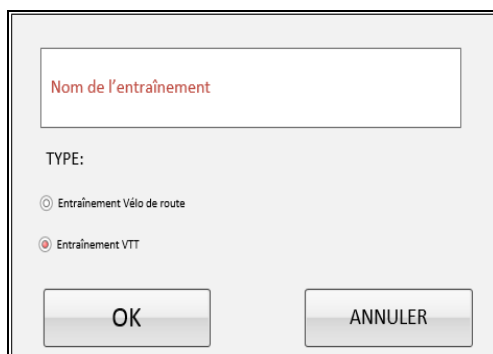 Nom de l'entraînement
TYPE:
Entraînement Vélo de route
Entraînement VTT
OK
ANNULER